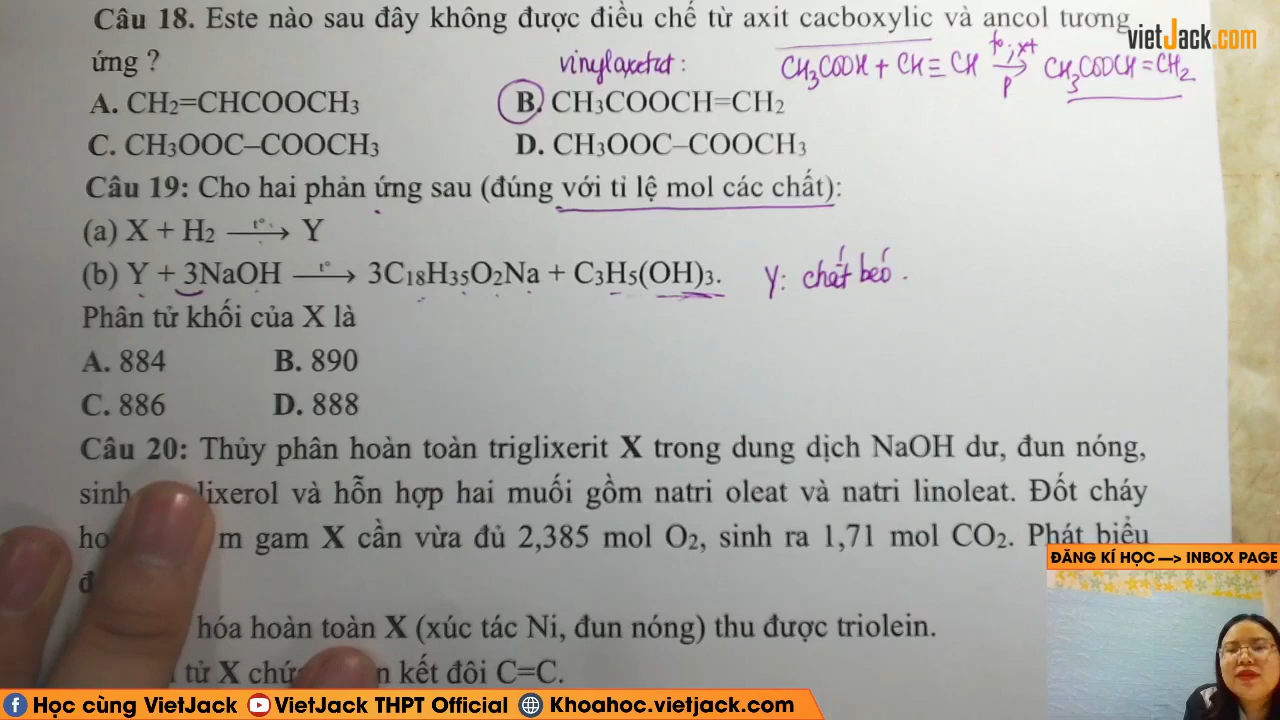 vietJack.com
Câu 18. Este nào sau đây không được điều chế từ axit cacboxylic và ancol tương
ứng ?
vinylaxetat : CH3COOH + CH≡CH to, xt p CH3COOCH=CH2
A. CH2=CHCOOCH3 B. CH3COOCH=CH2
C. CH3OOC–COOCH3 D. CH3OOC–COOCH3
Câu 19: Cho hai phản ứng sau (đúng với tỉ lệ mol các chất):
(a) X + H2 t° → Y
(b) Y + 3NaOH t° → 3C18H35O2Na + C3H5(OH)3. Y: chất béo .
Phân tử khối của X là
A. 884 B. 890
C. 886 D. 888
Câu 20: Thủy phân hoàn toàn triglixerit X trong dung dịch NaOH dư, đun nóng,
sinh lixerol và hỗn hợp hai muối gồm natri oleat và natri linoleat. Đốt cháy
ho m gam X cần vừa đủ 2,385 mol O2, sinh ra 1,71 mol CO2. Phát biểu
đ
ĐĂNG KÍ HỌC —> INBOX PAGE
hóa hoàn toàn X (xúc tác Ni, đun nóng) thu được triolein.
tử X chứ n kết đôi C=C.
Học cùng VietJack VietJack THPT Official Khoahoc.vietjack.com